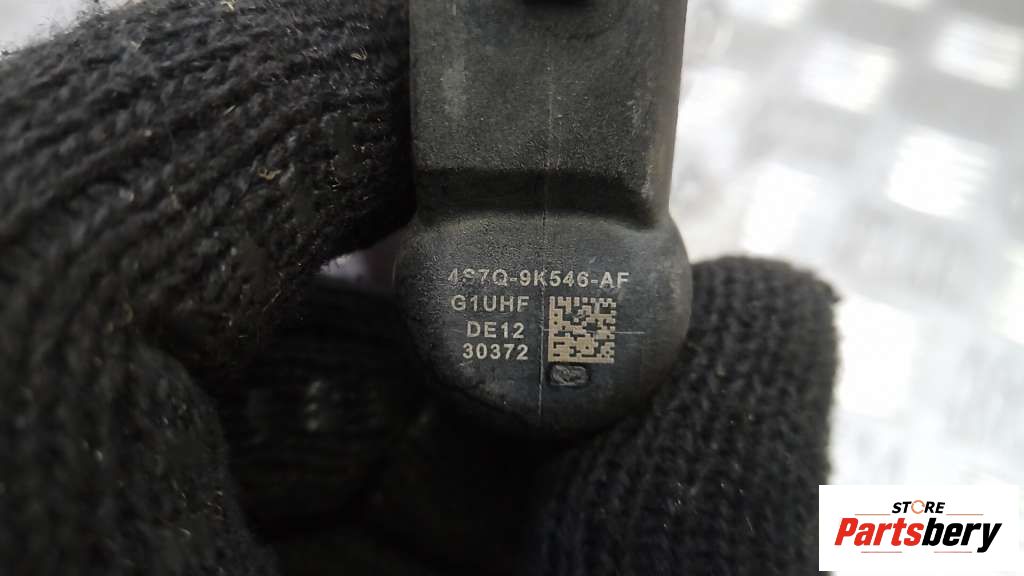 4S7Q-9K546-AF
G1UHF
DE12
30372
STORE
Partsbery